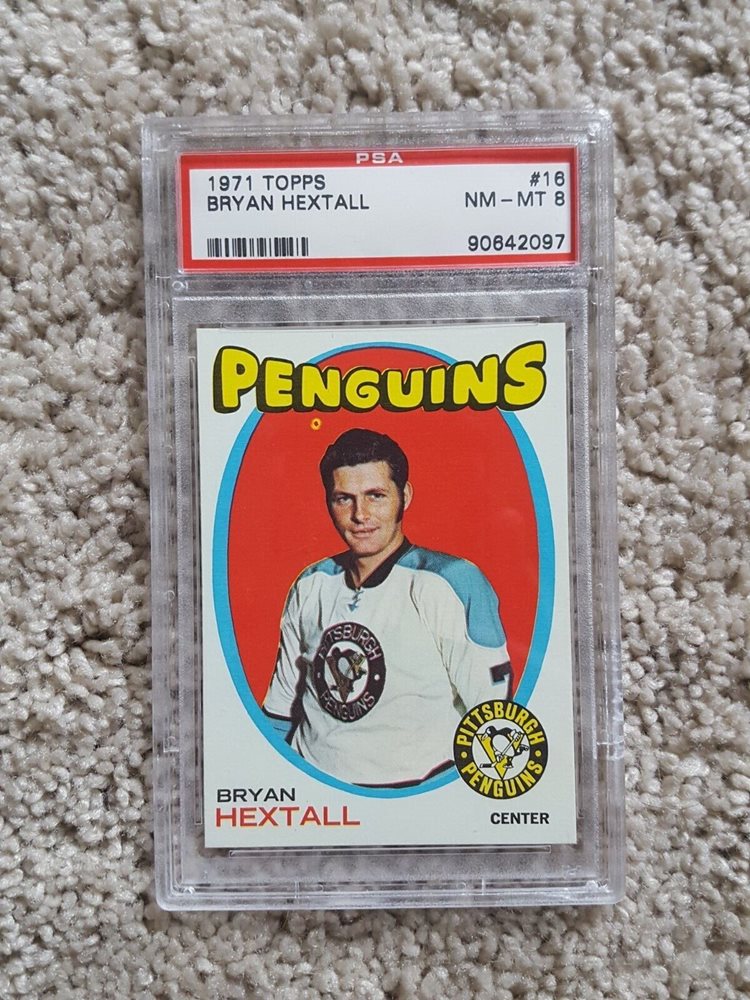 PSA
1971 TOPPS #16
BRYAN HEXTALL NM-MT 8
90642097
PENGUINS
PITTSBURGH
PENGUINS
7
PITTSBURGH
PENGUINS
BRYAN
HEXTALL
CENTER